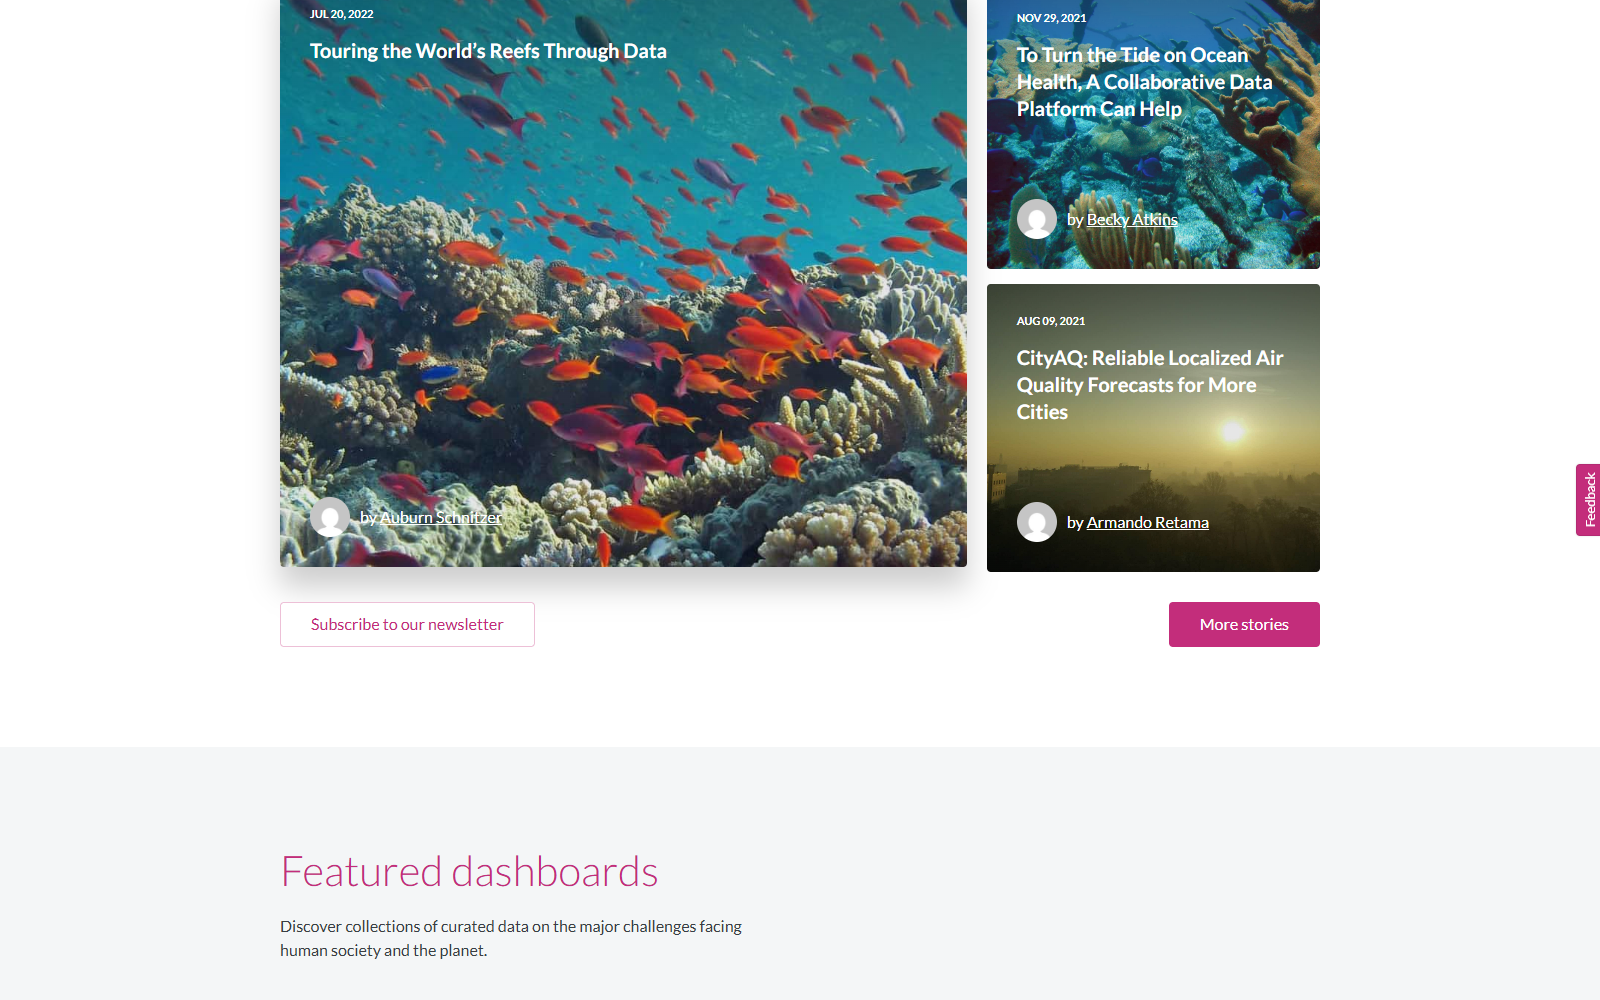 JUL 20, 2022
Touring the World's Reefs Through Data
by Auburn Schnitzer
NOV 29, 2021
To Turn the Tide on Ocean
Health, A Collaborative Data
Platform Can Help
by Becky Atkins
AUG 09, 2021
CityAQ: Reliable Localized Air
Quality Forecasts for More
Cities
by Armando Retama
Subscribe to our newsletter
More stories
Feedback
Featured dashboards
Discover collections of curated data on the major challenges facing
human society and the planet.